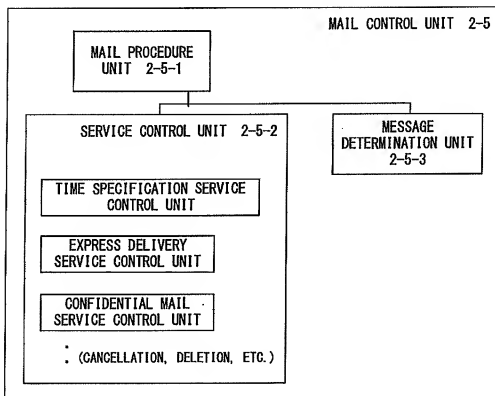 MAIL CONTROL UNIT 2-5
MAIL PROCEDURE
UNIT 2-5-1
SERVICE CONTROL UNIT 2-5-2
MESSAGE
DETERMINATION UNIT
2-5-3
TIME SPECIFICATION SERVICE
CONTROL UNIT
EXPRESS DELIVERY
SERVICE CONTROL UNIT
CONFIDENTIAL MAIL
SERVICE CONTROL UNIT
: (CANCELLATION, DELETION, ETC.)